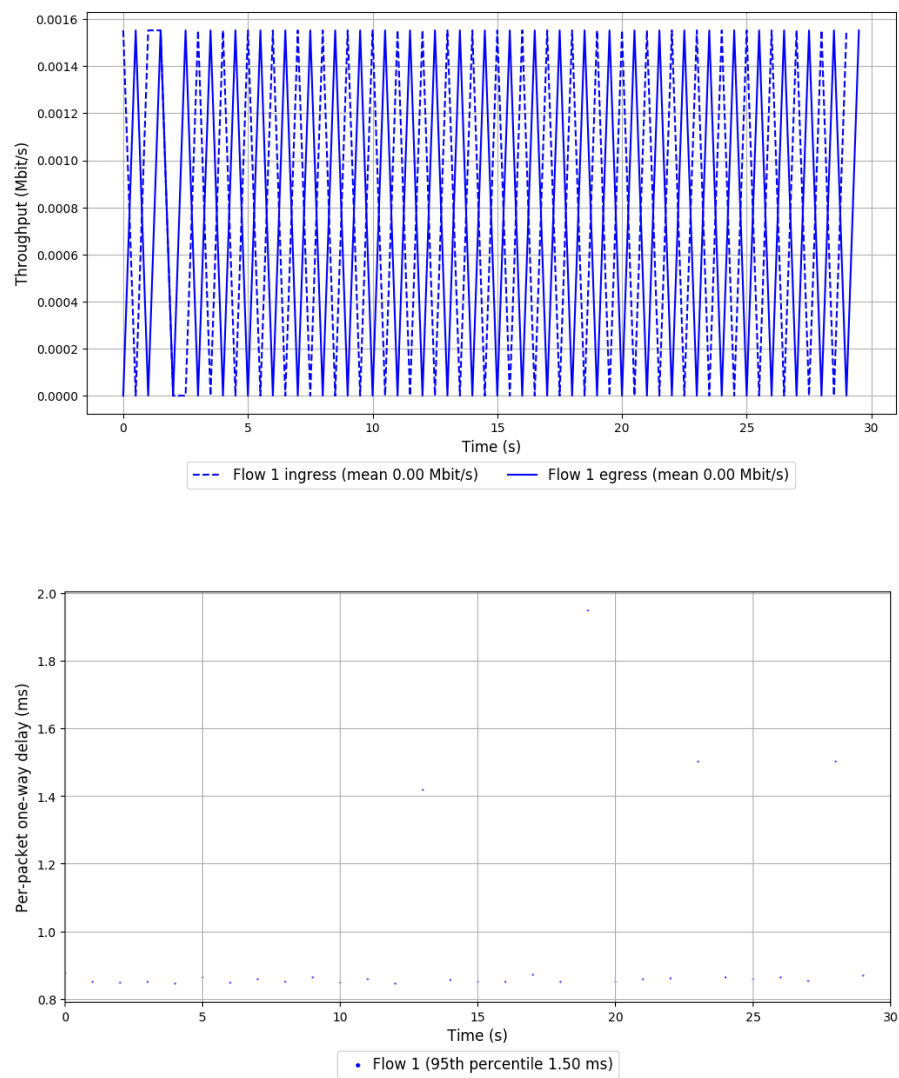 0.0016
0.0014
0.0012
0.0010
0.0008
0.0006
0.0004
0.0002
0.0000
Throughput (Mbit/s)
0 5 10 15 20 25 30
Time (s)
Flow 1 ingress (mean 0.00 Mbit/s) Flow 1 egress (mean 0.00 Mbit/s)
2.0
1.8
1.6
1.4
1.2
1.0
0.8
Per-packet one-way delay (ms)
0 5 10 15 20 25 30
Time (s)
Flow 1 (95th percentile 1.50 ms)